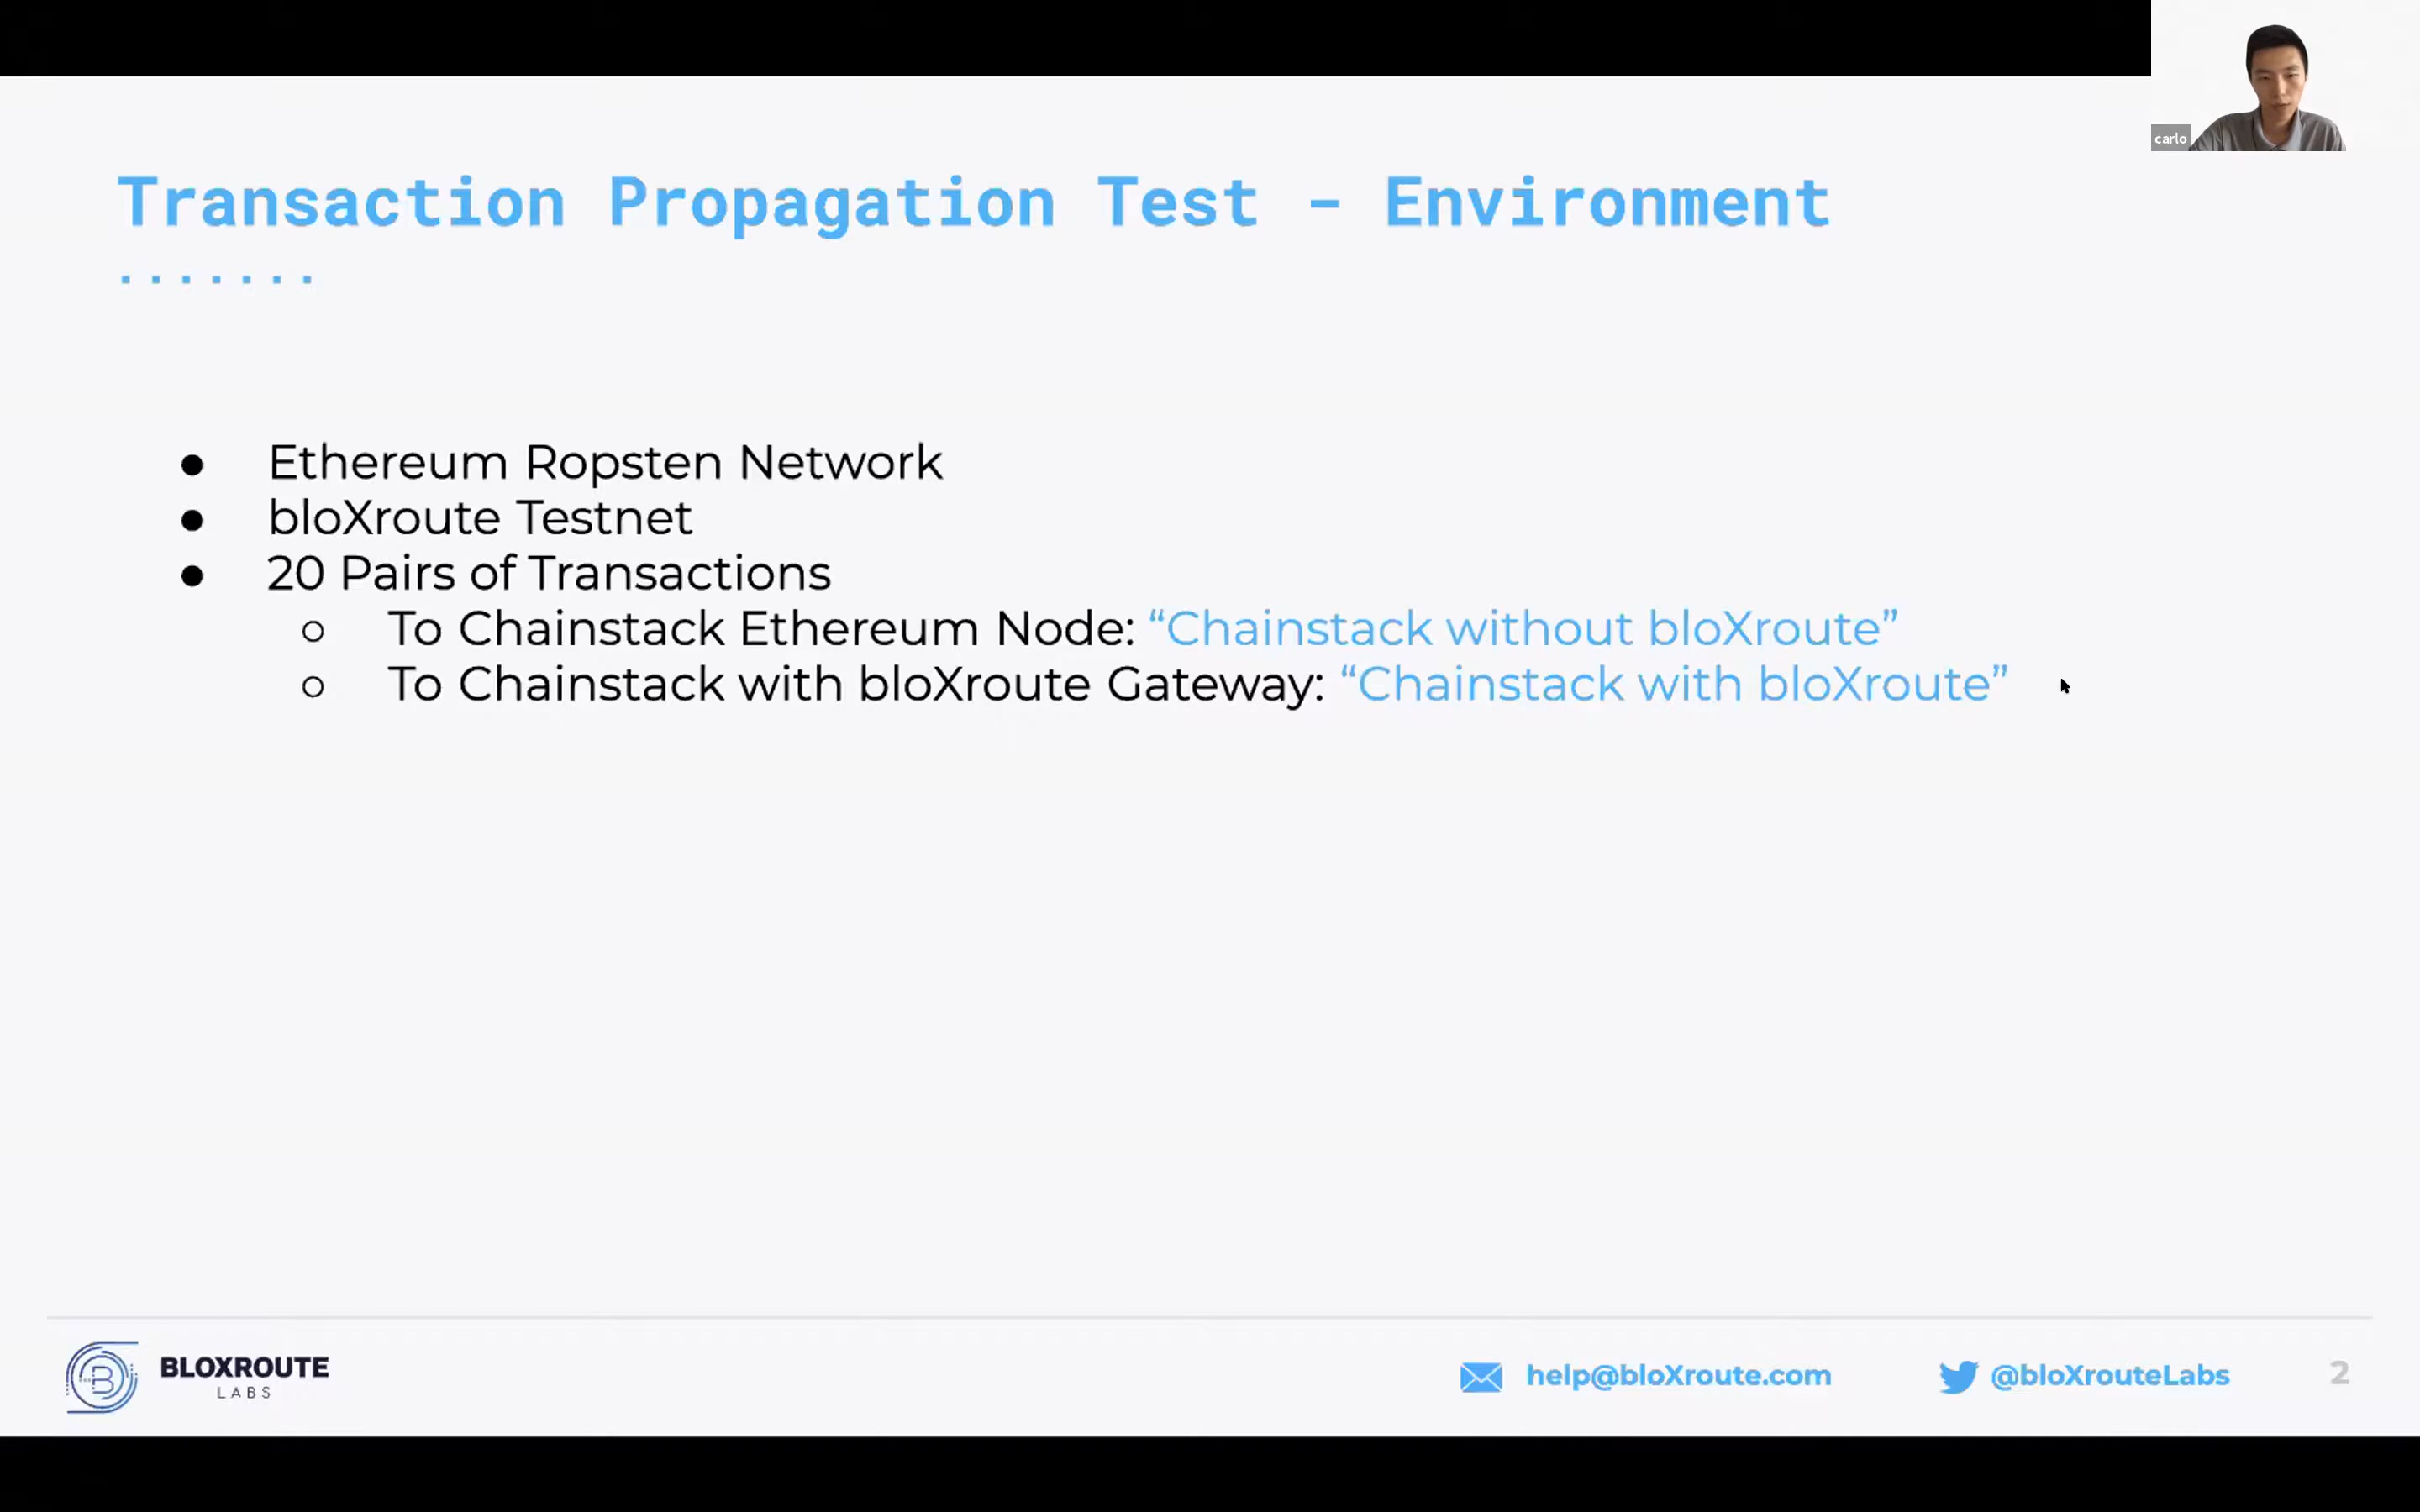 carlo
Transaction Propagation Test - Environment
Ethereum Ropsten Network
bloXroute Testnet
20 Pairs of Transactions
To Chainstack Ethereum Node: “Chainstack without bloXroute”
To Chainstack with bloXroute Gateway: “Chainstack with bloXroute”
BLOXROUTE
LABS
help@bloXroute.com
@bloXrouteLabs
2